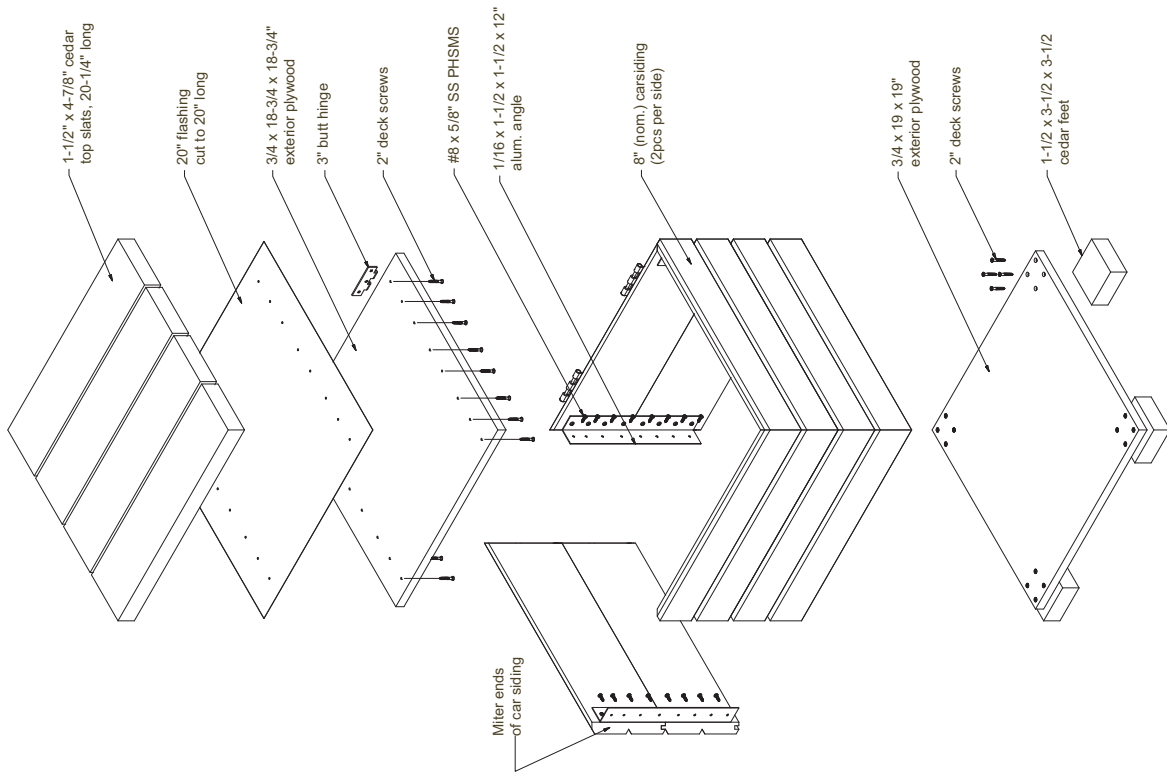 1-1/2" x 4-7/8" cedar
top slats, 20-1/4" long
20" flashing
cut to 20" long
3/4 x 18-3/4 x 18-3/4"
exterior plywood
3" butt hinge
2" deck screws
#8 x 5/8" SS PHSMS
1/16 x 1-1/2 x 1-1/2 x 12"
alum. angle
8" (nom.) carsiding
(2pcs per side)
3/4 x 19 x 19"
exterior plywood
2" deck screws
1-1/2 x 3-1/2 x 3-1/2
cedar feet
Miter ends
of car siding